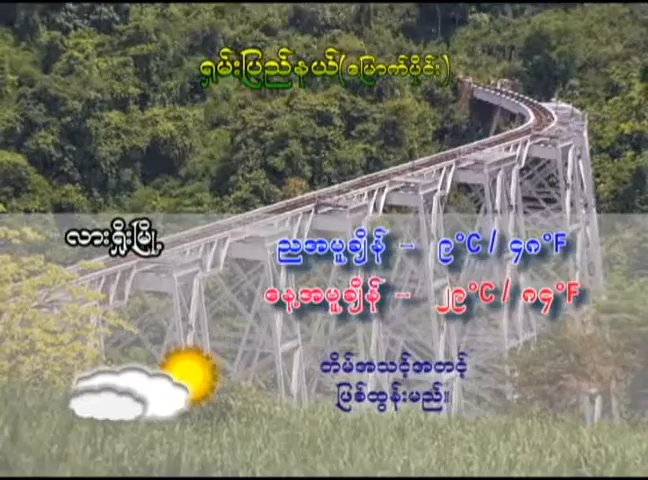 ရှမ်းပြည်နယ်(မြောက်ပိုင်း)
လားရှိုးမြို့
ညအပူချိန် - ၉°C / ၄၈°F
နေ့အပူချိန် - ၂၉°C / ၈၄°F
တိမ်အသင့်အတင့်
ဖြစ်ထွန်းမည်။